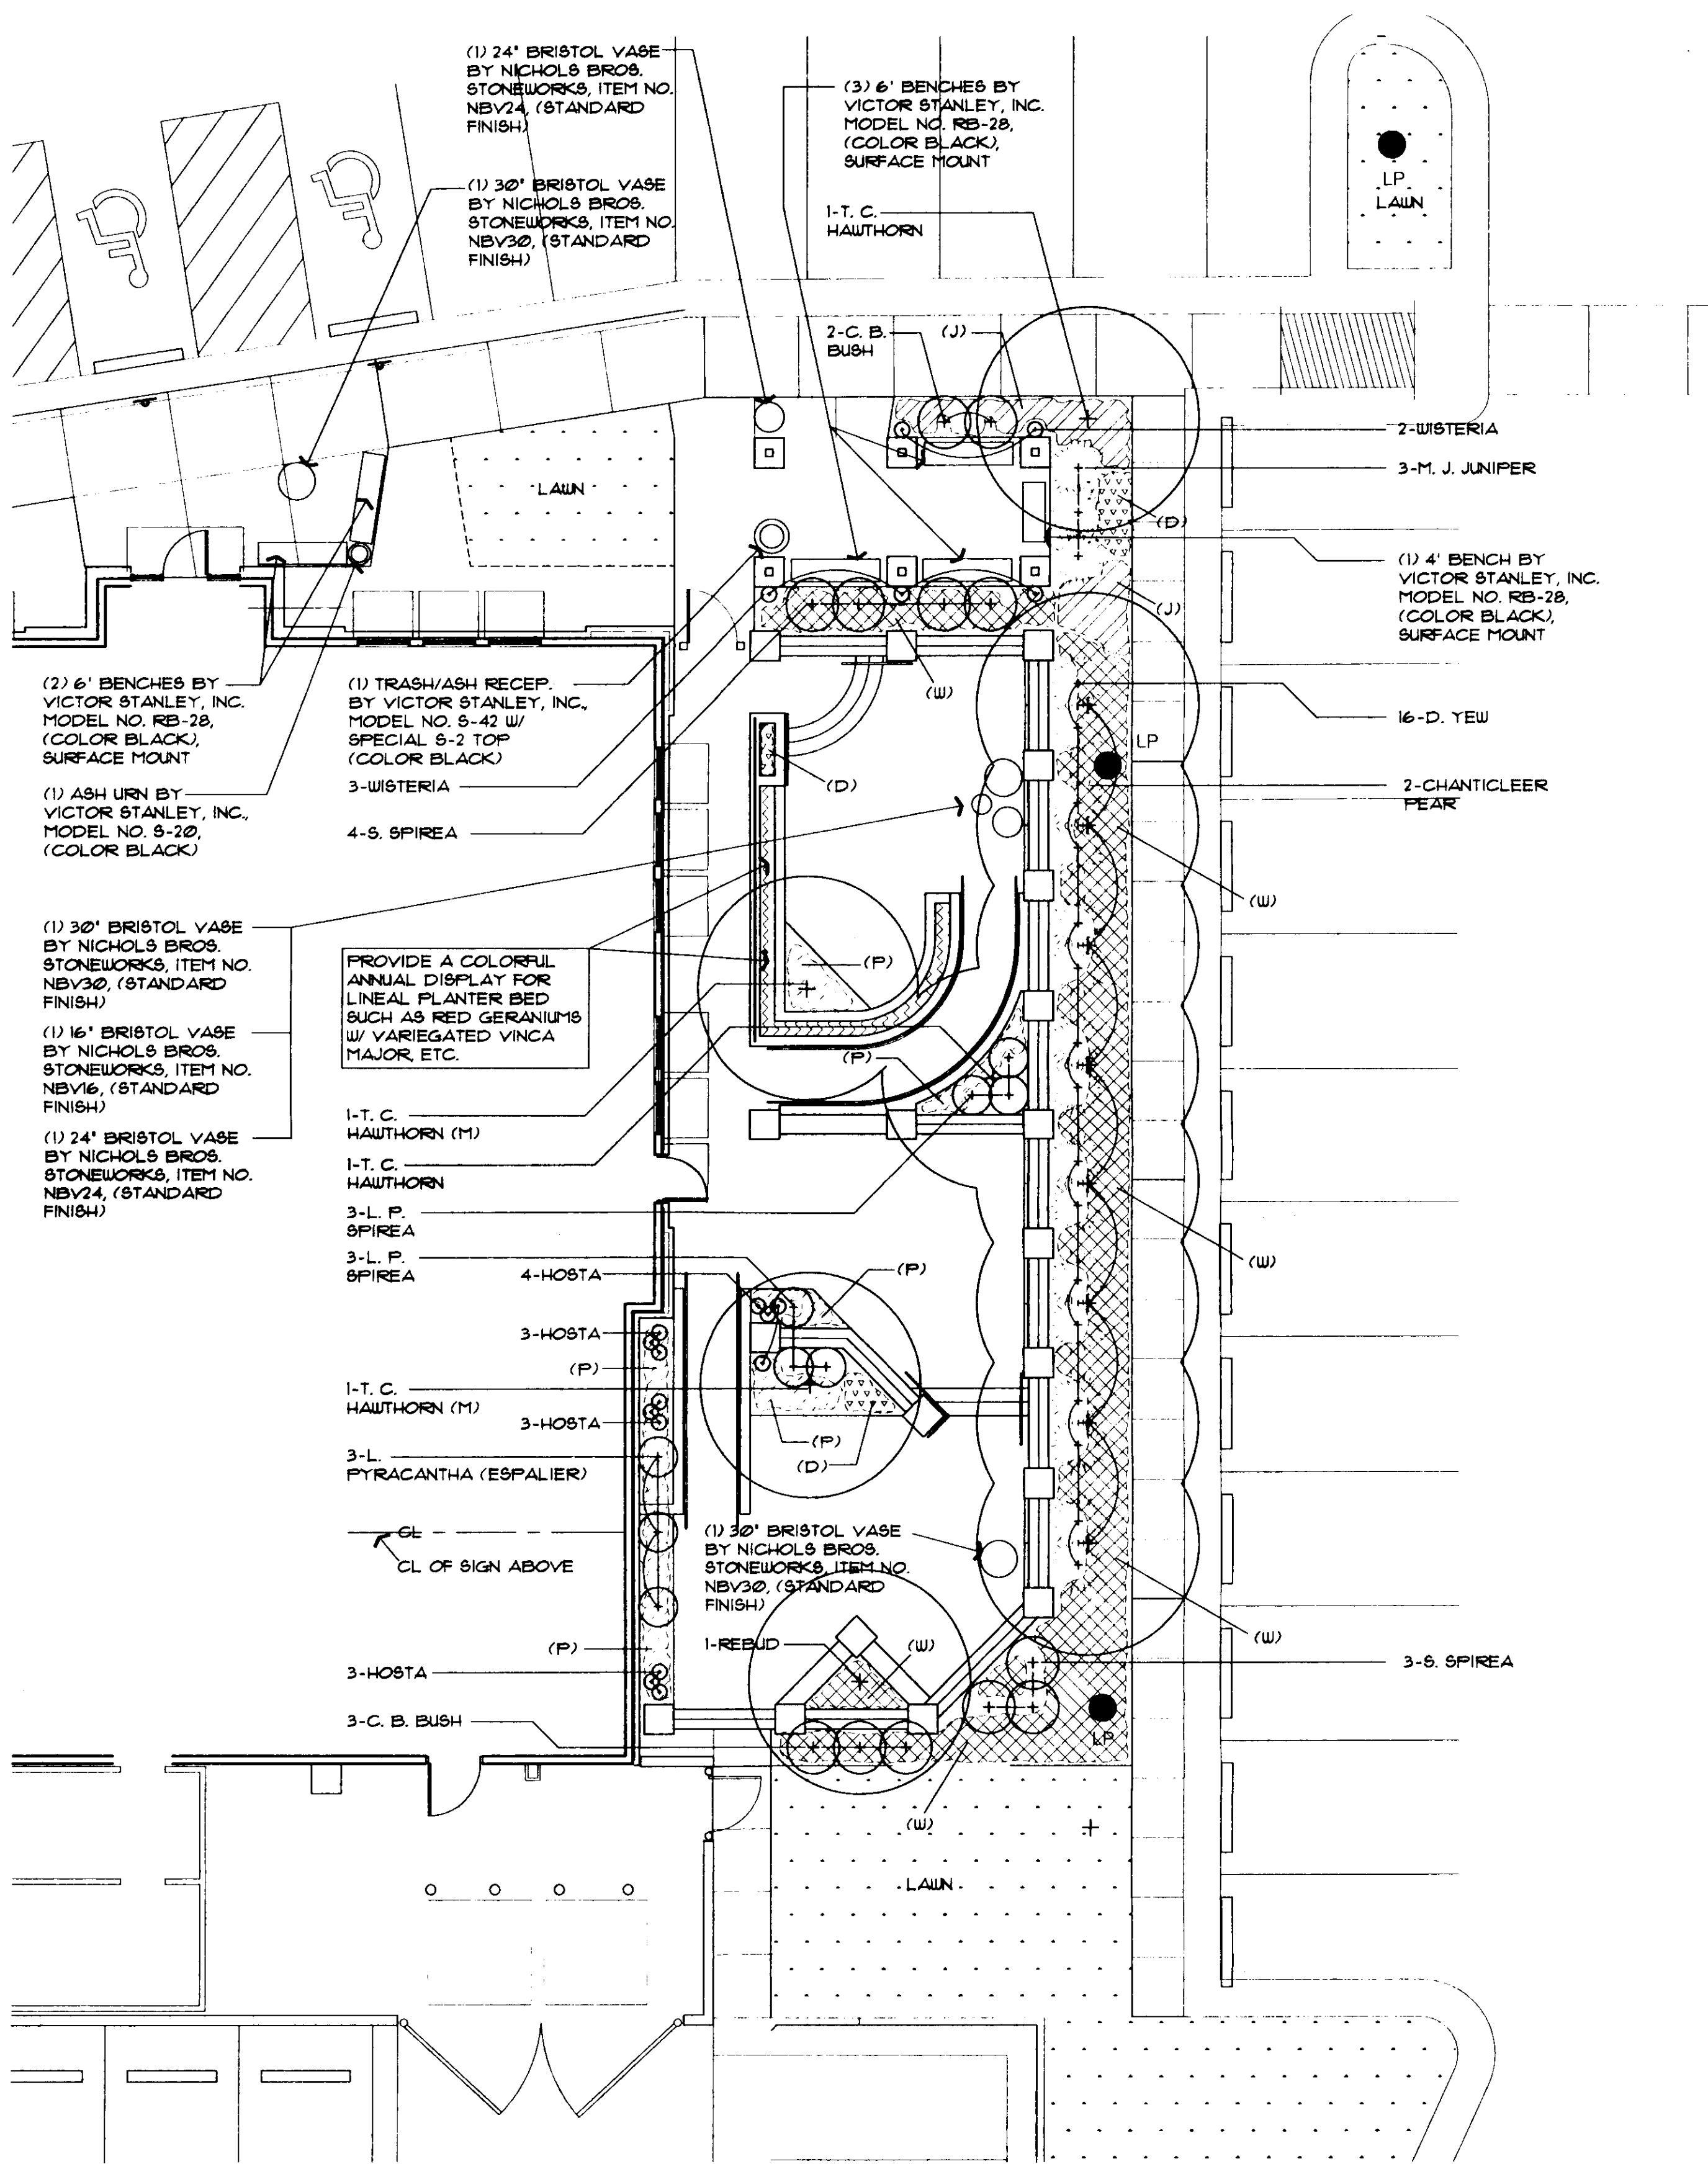 (1) 24" BRISTOL VASE
BY NICHOLS BROS.
STONEWORKS, ITEM NO.
NBV24, (STANDARD
FINISH)
(3) 6' BENCHES BY
VICTOR STANLEY, INC.
MODEL NO. RB-28,
(COLOR BLACK),
SURFACE MOUNT
(1) 30" BRISTOL VASE
BY NICHOLS BROS.
STONEWORKS, ITEM NO.
NBV30, (STANDARD
FINISH)
1-T. C.
HAWTHORN
LP
LAWN
2-C. B.
BUSH
(J)
2-WISTERIA
3-M. J. JUNIPER
LAWN
(D)
(1) 4' BENCH BY
VICTOR STANLEY, INC.
MODEL NO. RB-28,
(COLOR BLACK),
SURFACE MOUNT
(J)
(2) 6' BENCHES BY
VICTOR STANLEY, INC.
MODEL NO. RB-28,
(COLOR BLACK),
SURFACE MOUNT
(1) TRASH/ASH RECEP.
BY VICTOR STANLEY, INC.,
MODEL NO. S-42 W/
SPECIAL S-2 TOP
(COLOR BLACK)
(W)
16-D. YEW
LP
3-WISTERIA
(D)
2-CHANTICLEER
PEAR
(1) ASH URN BY
VICTOR STANLEY, INC.,
MODEL NO. S-20,
(COLOR BLACK)
4-S. SPIREA
(W)
(1) 30" BRISTOL VASE
BY NICHOLS BROS.
STONEWORKS, ITEM NO.
NBV30, (STANDARD
FINISH)
PROVIDE A COLORFUL
ANNUAL DISPLAY FOR
LINEAL PLANTER BED
SUCH AS RED GERANIUMS
W/ VARIEGATED VINCA
MAJOR, ETC.
(P)
(1) 16" BRISTOL VASE
BY NICHOLS BROS.
STONEWORKS, ITEM NO.
NBV16, (STANDARD
FINISH)
(P)
1-T. C.
HAWTHORN (M)
(1) 24" BRISTOL VASE
BY NICHOLS BROS.
STONEWORKS, ITEM NO.
NBV24, (STANDARD
FINISH)
1-T. C.
HAWTHORN
3-L. P.
SPIREA
3-L. P.
SPIREA
4-HOSTA
(P)
(W)
3-HOSTA
(P)
1-T. C.
HAWTHORN (M)
3-HOSTA
(P)
(D)
3-L.
PYRACANTHA (ESPALIER)
CL
CL OF SIGN ABOVE
(1) 30" BRISTOL VASE
BY NICHOLS BROS.
STONEWORKS, ITEM NO.
NBV30, (STANDARD
FINISH)
(P)
1-REBUD
(W)
(W)
3-HOSTA
3-S. SPIREA
3-C. B. BUSH
LP
(W)
LAWN